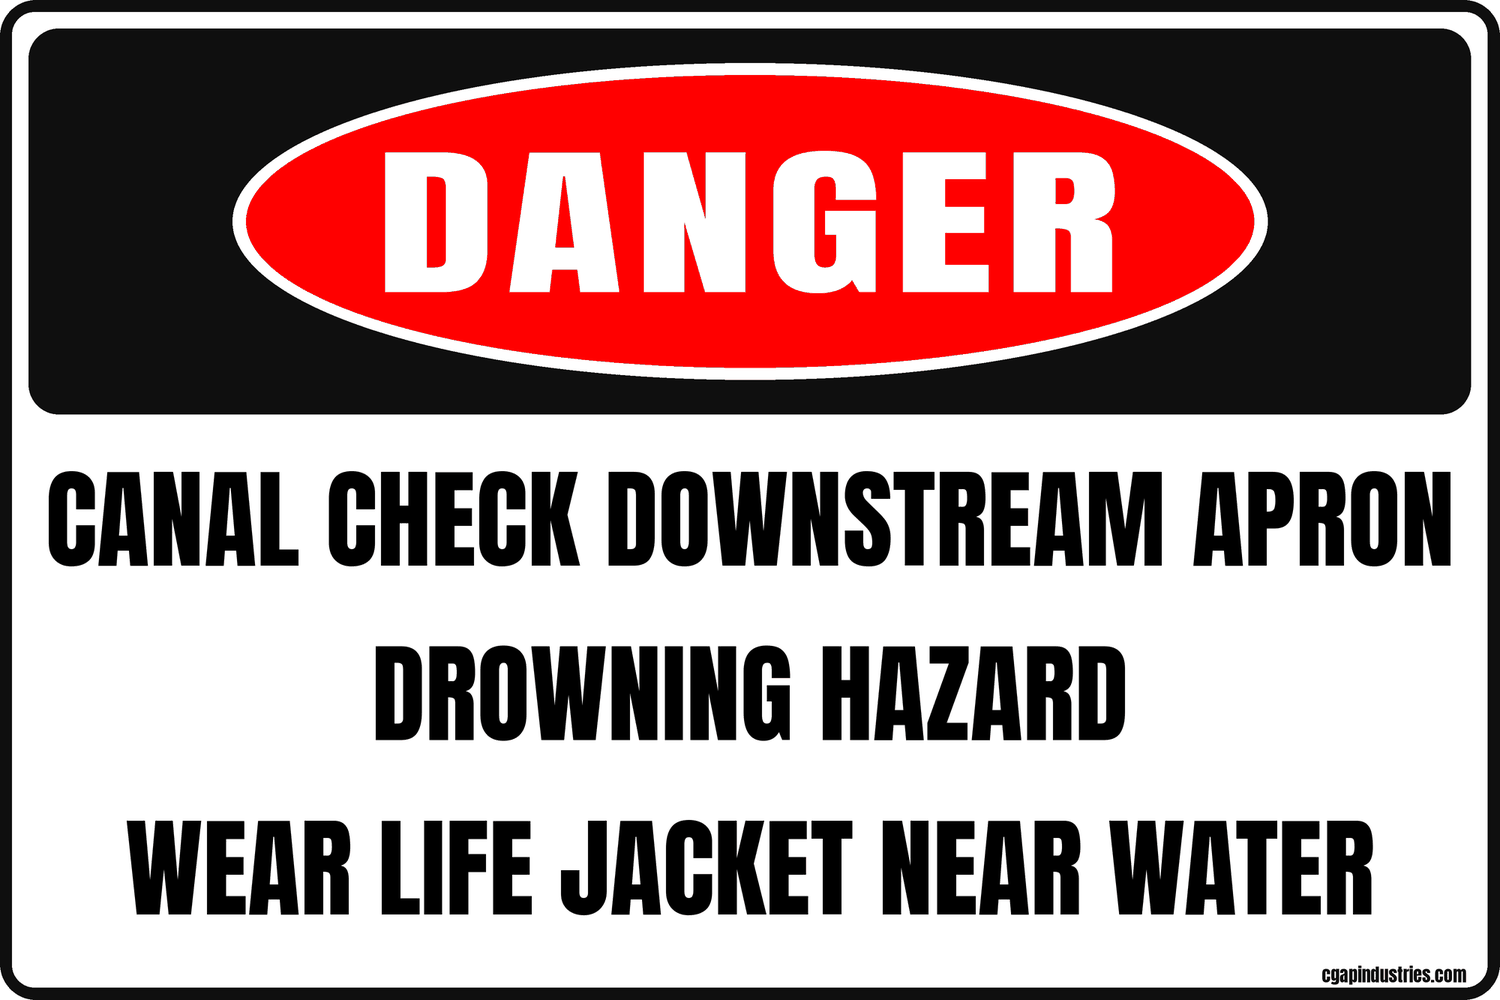 DANGER
CANAL CHECK DOWNSTREAM APRON
DROWNING HAZARD
WEAR LIFE JACKET NEAR WATER
cgapindustries.com